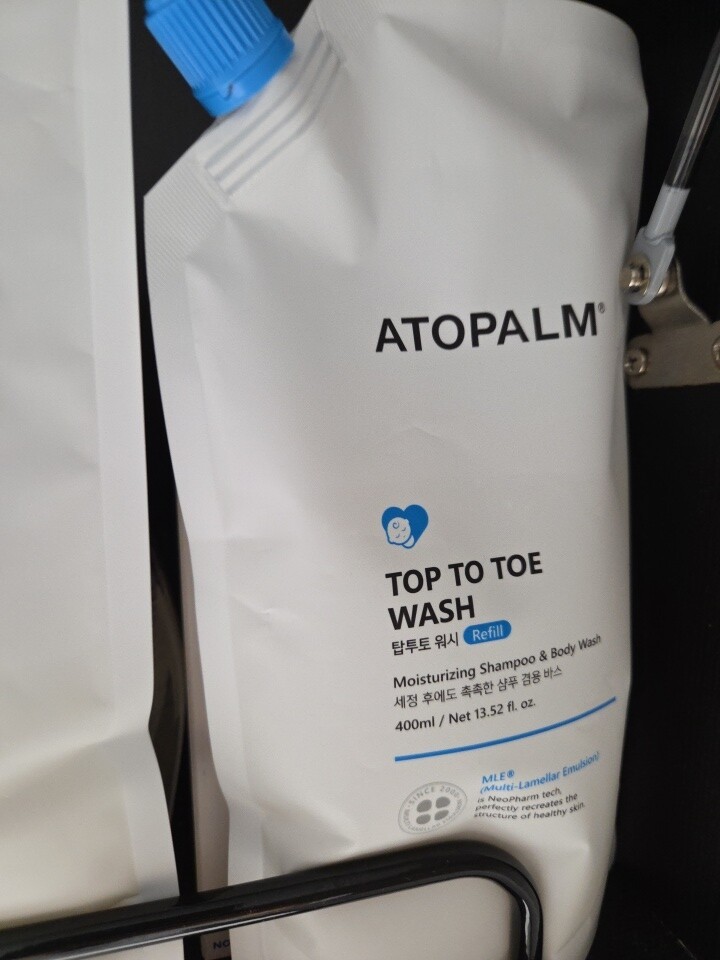 ATOPALM®
TOP TO TOE
WASH
탑투토 워시 Refill
Moisturizing Shampoo & Body Wash
세정 후에도 촉촉한 샴푸 겸용 바스
400ml / Net 13.52 fl. oz.
MLE®
(Multi-Lamellar Emulsion)
is NeoPharm tech,
perfectly recreates the
structure of healthy skin.
SINCE 2000